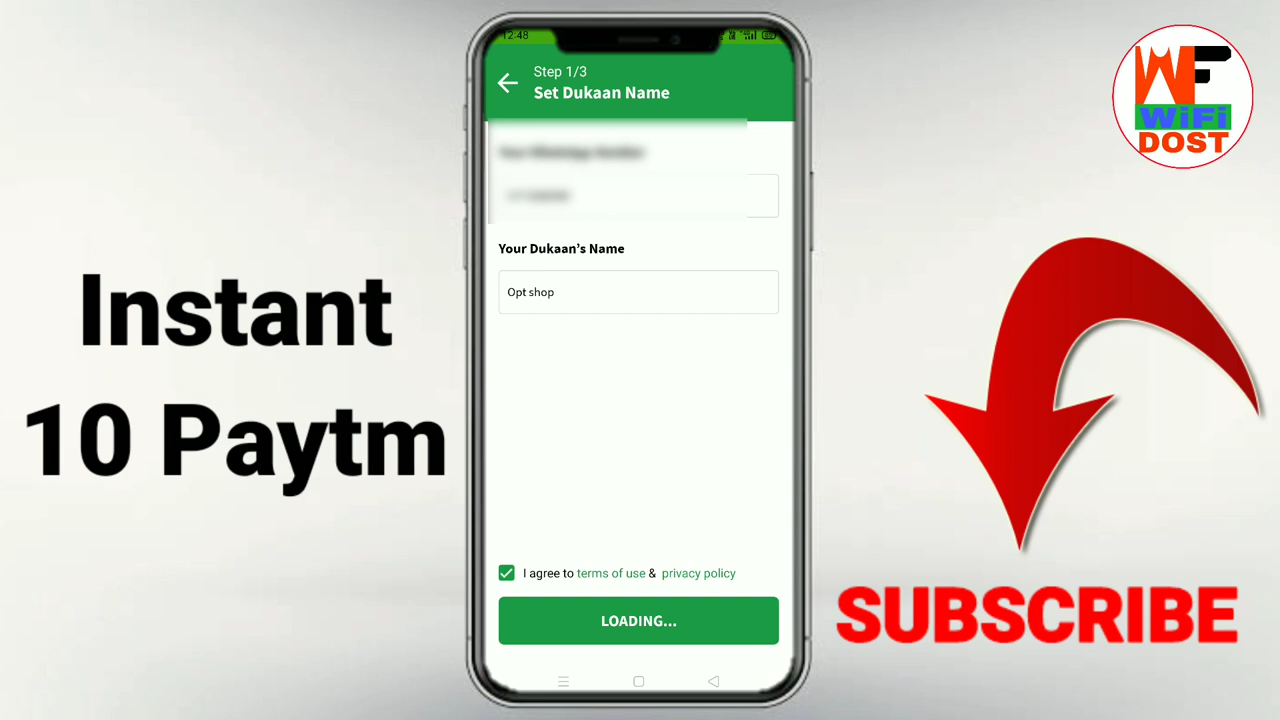 12:48
Step 1/3
Set Dukaan Name
Your Dukaan's Name
Opt shop
I agree to terms of use & privacy policy
LOADING...
Instant
10 Paytm
WF
WiFi
DOST
SUBSCRIBE